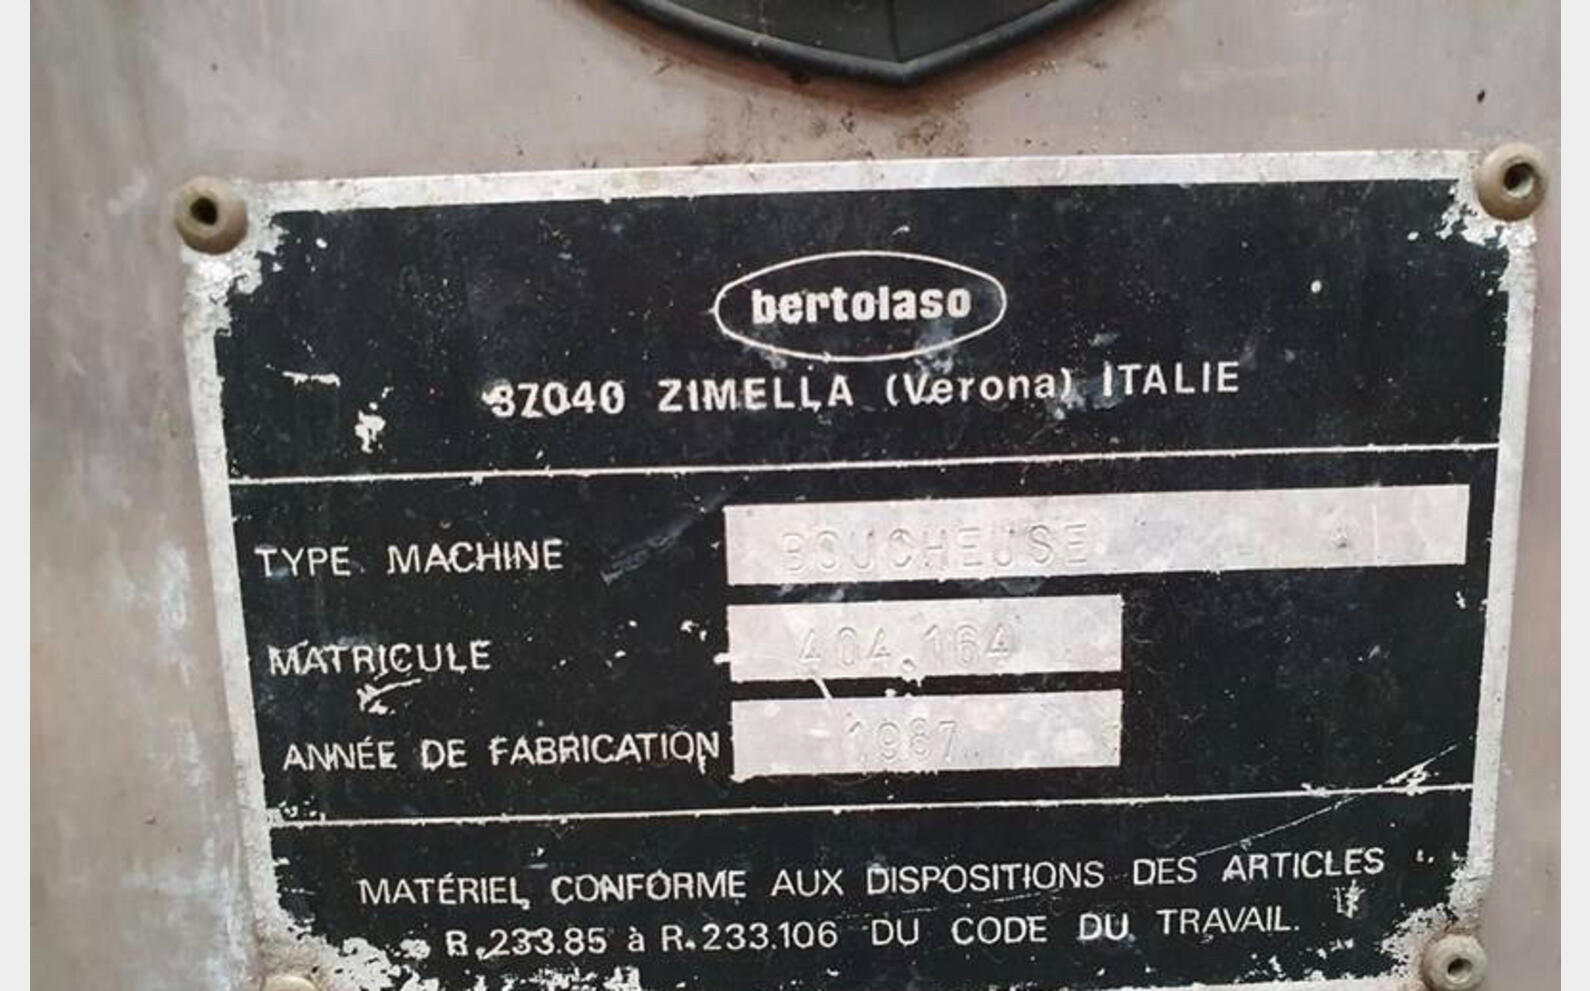 bertolaso
37040 ZIMELLA (Verona) ITALIE
TYPE MACHINE BOUCHEUSE
MATRICULE 404.164
ANNÉE DE FABRICATION 1987
MATÉRIEL CONFORME AUX DISPOSITIONS DES ARTICLES
R.233.85 à R.233.106 DU CODE DU TRAVAIL.